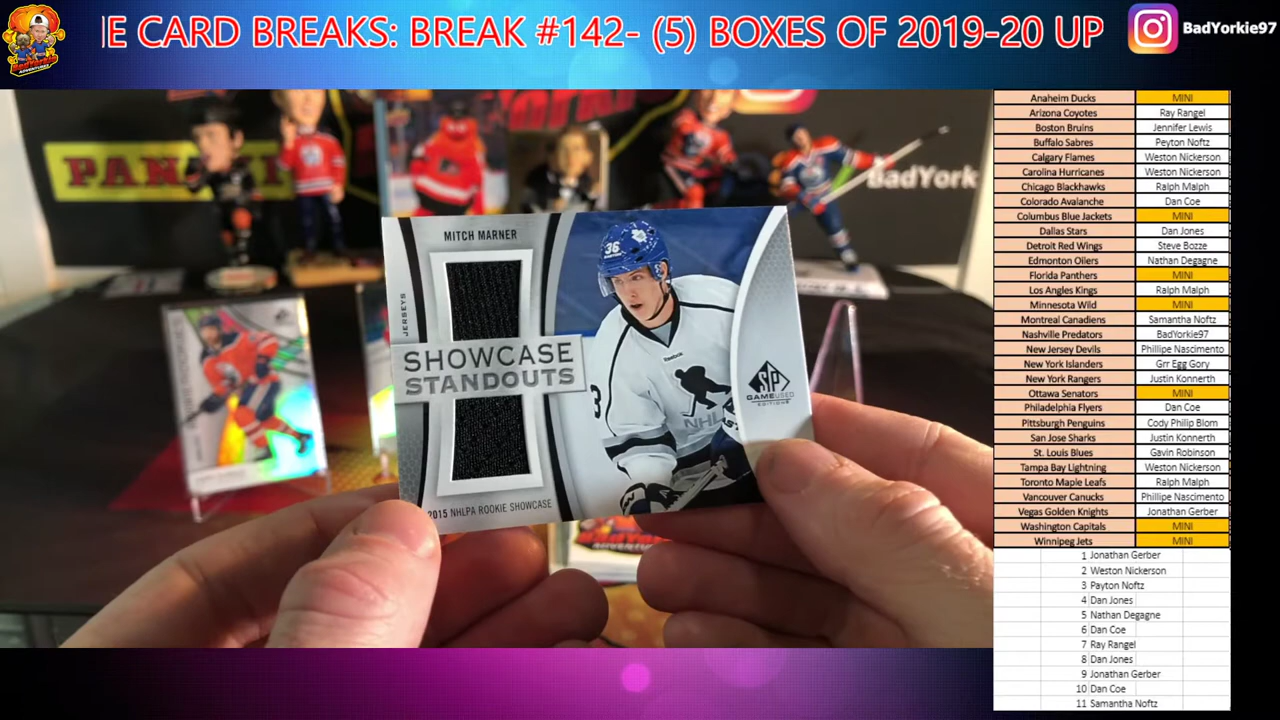 IE CARD BREAKS: BREAK #142- (5) BOXES OF 2019-20 UP
BadYorkie97
PANINI
BadYork
MITCH MARNER
JERSEYS
SHOWCASE
STANDOUTS
2015 NHLPA ROOKIE SHOWCASE
36
Reebok
NHL
SP
GAMEUSED
EDITION
Anaheim Ducks MINI
Arizona Coyotes Ray Rangel
Boston Bruins Jennifer Lewis
Buffalo Sabres Peyton Noftz
Calgary Flames Weston Nickerson
Carolina Hurricanes Weston Nickerson
Chicago Blackhawks Ralph Malph
Colorado Avalanche Dan Coe
Columbus Blue Jackets MINI
Dallas Stars Dan Jones
Detroit Red Wings Steve Bozze
Edmonton Oilers Nathan Degagne
Florida Panthers MINI
Los Angles Kings Ralph Malph
Minnesota Wild MINI
Montreal Canadiens Samantha Noftz
Nashville Predators BadYorkie97
New Jersey Devils Phillipe Nascimento
New York Islanders Grr Egg Gory
New York Rangers Justin Konnerth
Ottawa Senators MINI
Philadelphia Flyers Dan Coe
Pittsburgh Penguins Cody Philip Blom
San Jose Sharks Justin Konnerth
St. Louis Blues Gavin Robinson
Tampa Bay Lightning Weston Nickerson
Toronto Maple Leafs Ralph Malph
Vancouver Canucks Phillipe Nascimento
Vegas Golden Knights Jonathan Gerber
Washington Capitals MINI
Winnipeg Jets MINI
1 Jonathan Gerber
2 Weston Nickerson
3 Payton Noftz
4 Dan Jones
5 Nathan Degagne
6 Dan Coe
7 Ray Rangel
8 Dan Jones
9 Jonathan Gerber
10 Dan Coe
11 Samantha Noftz